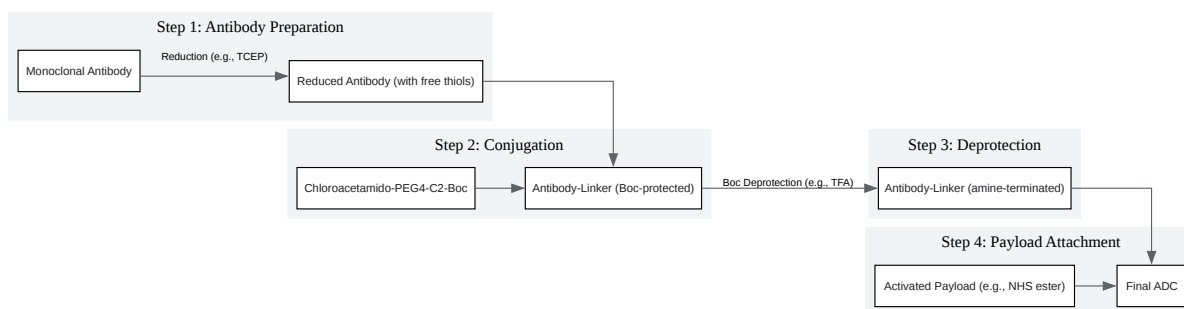 Step 1: Antibody Preparation
Monoclonal Antibody
Reduction (e.g., TCEP)
Reduced Antibody (with free thiols)
Step 2: Conjugation
Chloroacetamido-PEG4-C2-Boc
Antibody-Linker (Boc-protected)
Boc Deprotection (e.g., TFA)
Step 3: Deprotection
Antibody-Linker (amine-terminated)
Step 4: Payload Attachment
Activated Payload (e.g., NHS ester)
Final ADC